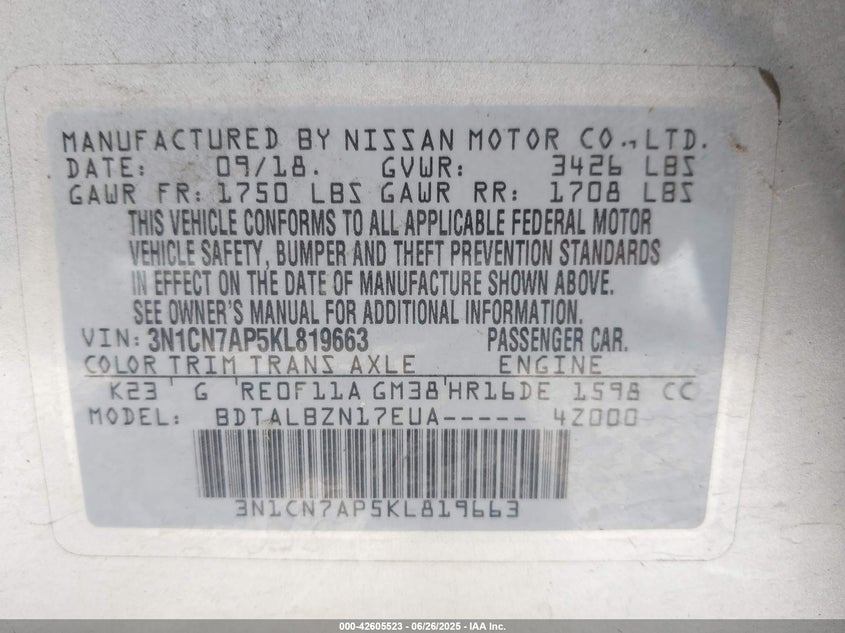 MANUFACTURED BY NISSAN MOTOR CO., LTD.
DATE: 09/18. GVWR: 3426 LBS
GAWR FR: 1750 LBS GAWR RR: 1708 LBS
THIS VEHICLE CONFORMS TO ALL APPLICABLE FEDERAL MOTOR
VEHICLE SAFETY, BUMPER AND THEFT PREVENTION STANDARDS
IN EFFECT ON THE DATE OF MANUFACTURE SHOWN ABOVE.
SEE OWNER'S MANUAL FOR ADDITIONAL INFORMATION.
VIN: 3N1CN7AP5KL819663 PASSENGER CAR.
COLOR TRIM TRANS AXLE ENGINE
K23 G RE0F11A GM38 HR16DE 1598 CC
MODEL: BDTALBZN17EUA----- 4Z000
3N1CN7AP5KL819663
000-42605523 / 06/26/2025 - IAA Inc.